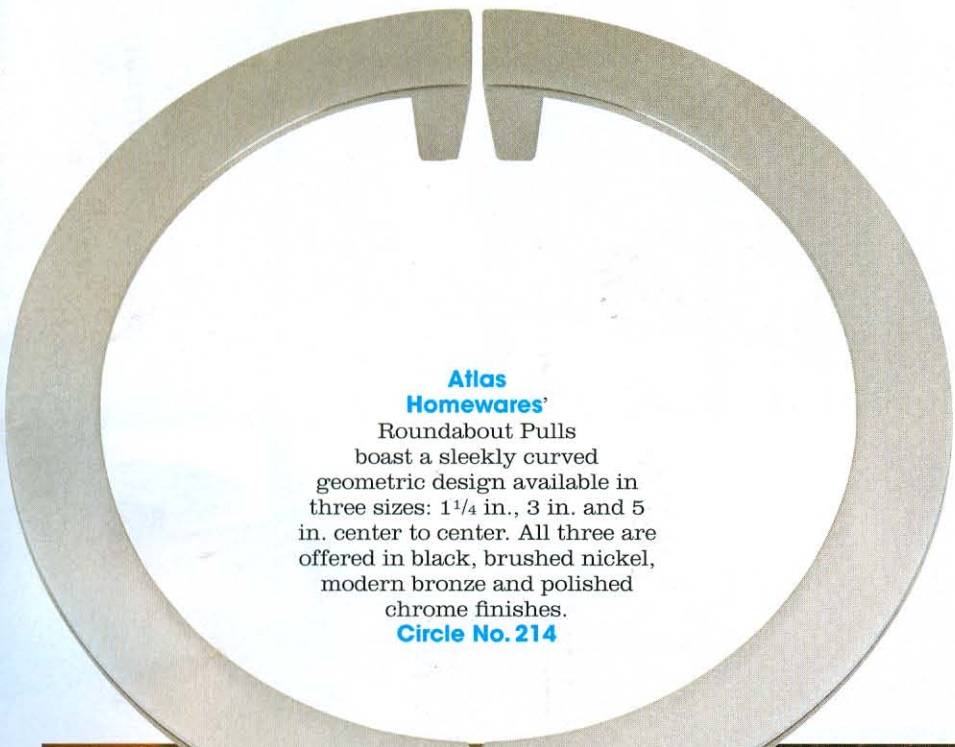 Atlas
Homewares'
Roundabout Pulls
boast a sleekly curved
geometric design available in
three sizes: 1 1/4 in., 3 in. and 5
in. center to center. All three are
offered in black, brushed nickel,
modern bronze and polished
chrome finishes.
Circle No. 214